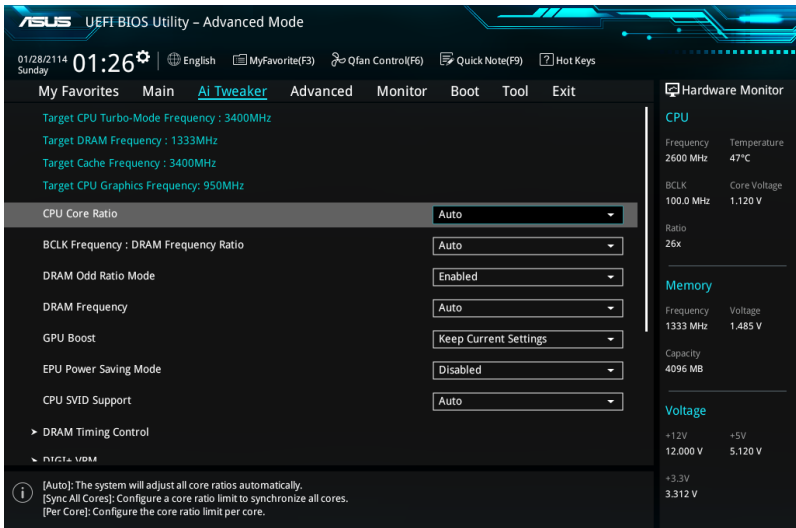 ASUS UEFI BIOS Utility – Advanced Mode
01/28/2114
Sunday
01:26
English
MyFavorite(F3)
Qfan Control(F6)
Quick Note(F9)
? Hot Keys
My Favorites Main Ai Tweaker Advanced Monitor Boot Tool Exit
Target CPU Turbo-Mode Frequency : 3400MHz
Target DRAM Frequency : 1333MHz
Target Cache Frequency : 3400MHz
Target CPU Graphics Frequency: 950MHz
CPU Core Ratio Auto
BCLK Frequency : DRAM Frequency Ratio Auto
DRAM Odd Ratio Mode Enabled
DRAM Frequency Auto
GPU Boost Keep Current Settings
EPU Power Saving Mode Disabled
CPU SVID Support Auto
DRAM Timing Control
DIGI+ VRM
[Auto]: The system will adjust all core ratios automatically.
[Sync All Cores]: Configure a core ratio limit to synchronize all cores.
[Per Core]: Configure the core ratio limit per core.
Hardware Monitor
CPU
Frequency Temperature
2600 MHz 47°C
BCLK Core Voltage
100.0 MHz 1.120 V
Ratio
26x
Memory
Frequency Voltage
1333 MHz 1.485 V
Capacity
4096 MB
Voltage
+12V +5V
12.000 V 5.120 V
+3.3V
3.312 V